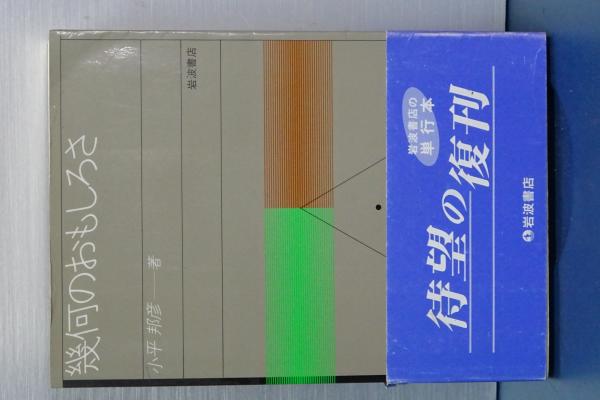 幾何のおもしろさ
小平 邦彦——著
岩波書店
岩波書店の
単行本
待望の復刊
岩波書店